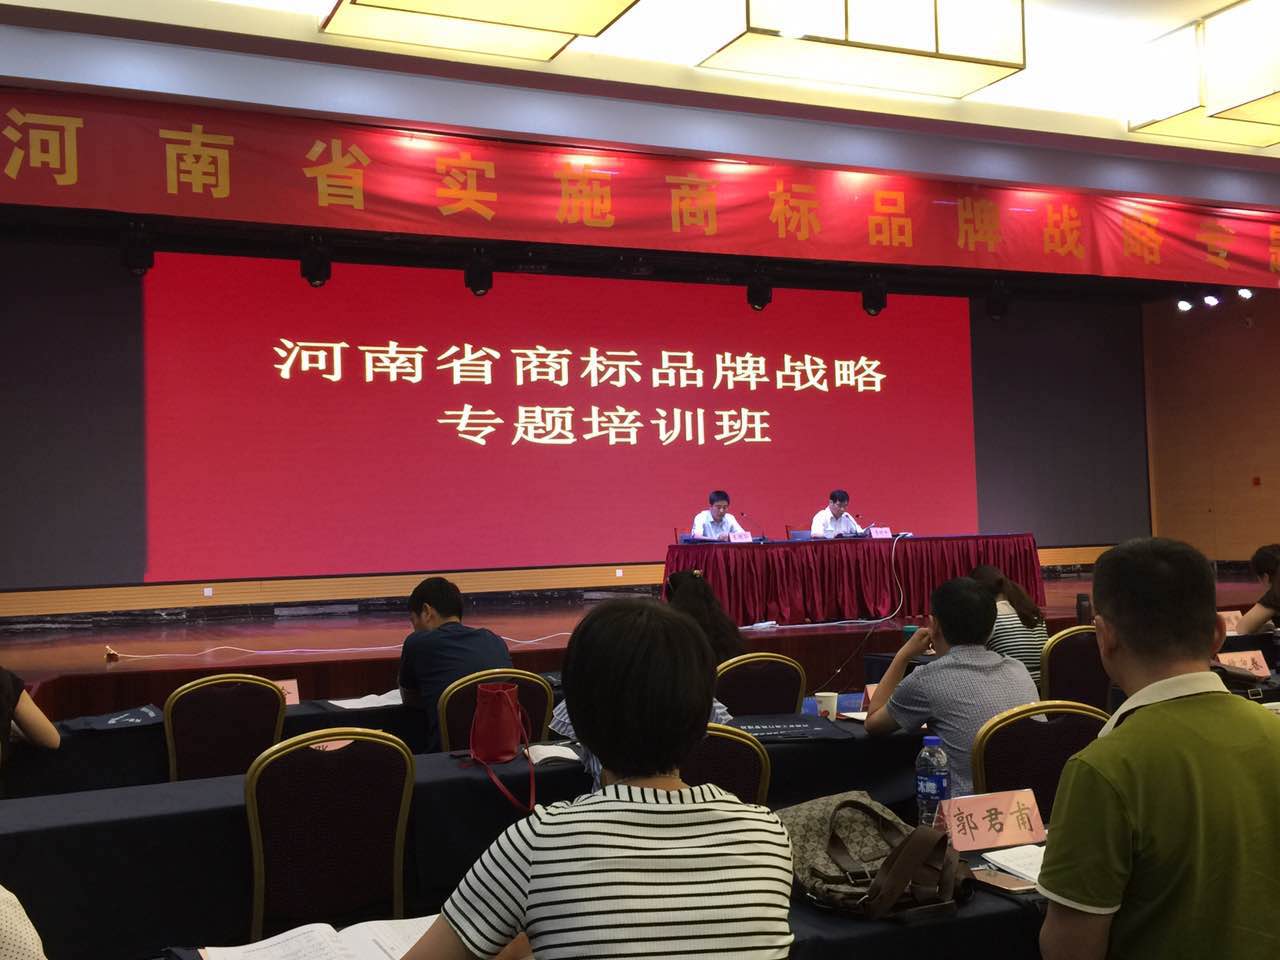 河南省实施商标品牌战略专题
河南省商标品牌战略
专题培训班
郭君甫